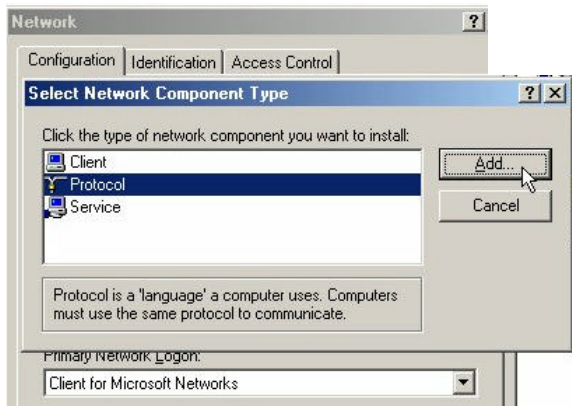 Network
?
Configuration Identification Access Control
Select Network Component Type
? ×
Click the type of network component you want to install:
Client
Add...
Protocol
Service
Cancel
Protocol is a 'language' a computer uses. Computers
must use the same protocol to communicate.
Primary Network Logon:
Client for Microsoft Networks